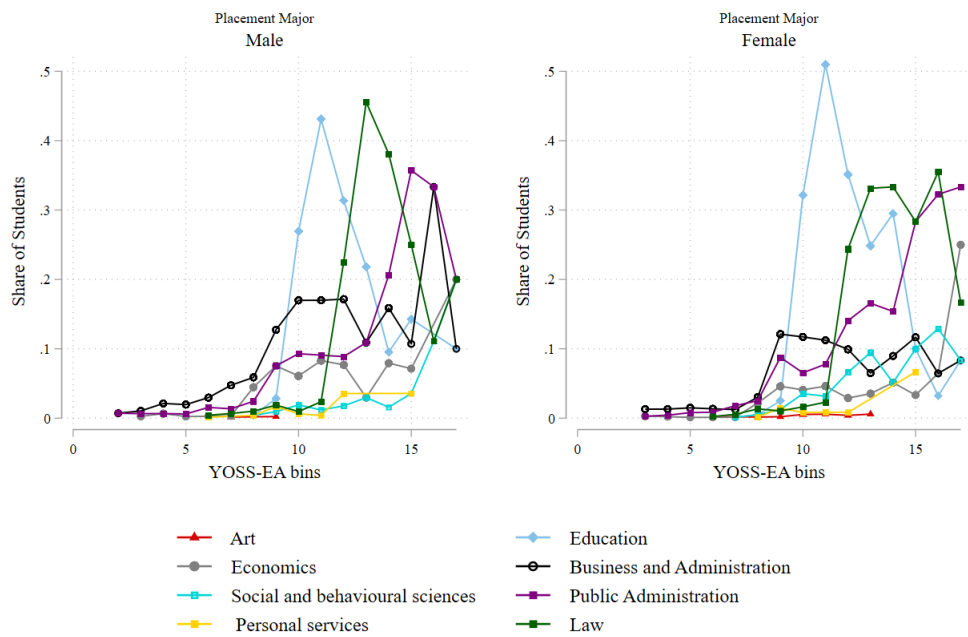 Placement Major
Male
Placement Major
Female
Share of Students
.5
.4
.3
.2
.1
0
0 5 10 15
YOSS-EA bins
Share of Students
.5
.4
.3
.2
.1
0
0 5 10 15
YOSS-EA bins
Art
Education
Economics
Business and Administration
Social and behavioural sciences
Public Administration
Personal services
Law